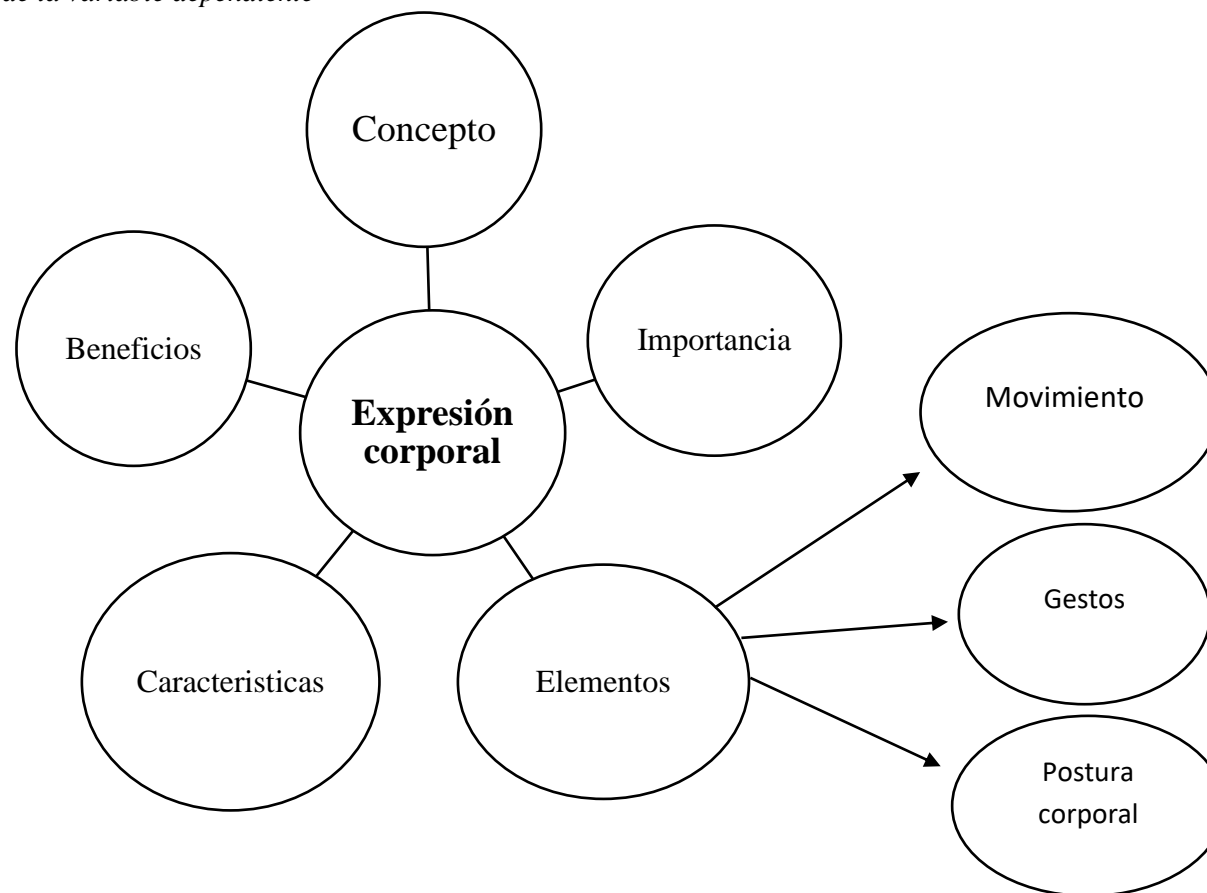 de la variable dependiente
Concepto
Beneficios
Importancia
Expresión
corporal
Movimiento
Gestos
Caracteristicas
Elementos
Postura
corporal